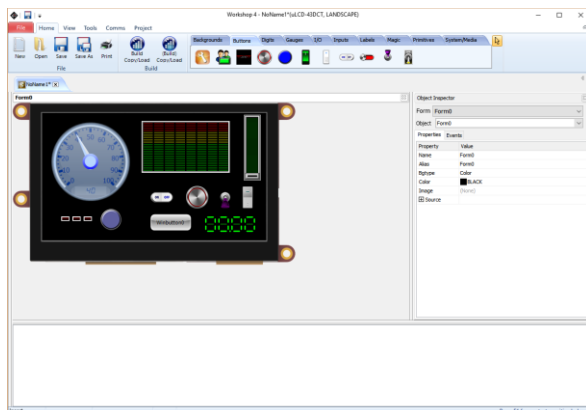 Workshop 4 - NoName1*(uLCD-43DCT, LANDSCAPE)
File Home View Tools Comms Project
New Open Save Save As Print
Build Copy/Load
(Build) Copy/Load
File Build
Backgrounds Buttons Digits Gauges I/O Inputs Labels Magic Primitives System/Media
NoName1*
Form0
Winbutton0
Object Inspector
Form Form0
Object Form0
Properties Events
Property Value
Name Form0
Alias Form0
Bgtype Color
Color BLACK
Image (None)
Source